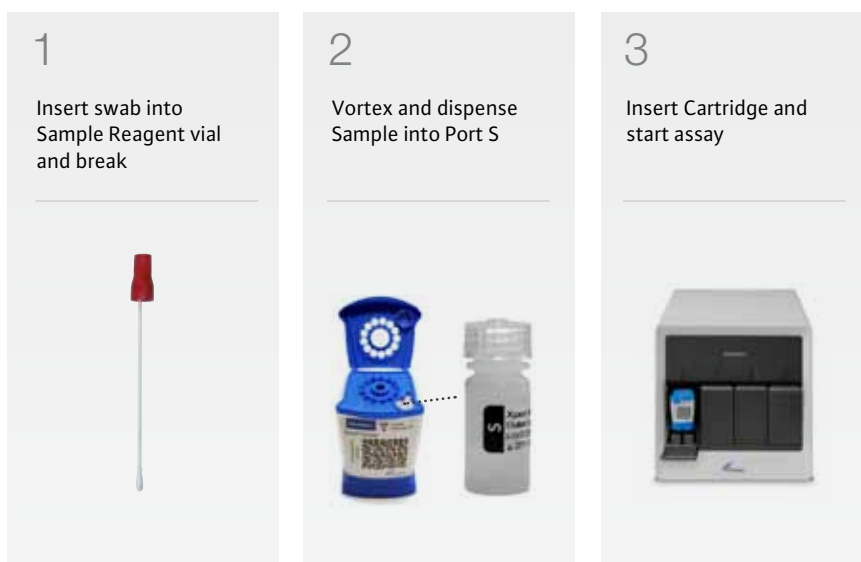 1
Insert swab into
Sample Reagent vial
and break
2
Vortex and dispense
Sample into Port S
3
Insert Cartridge and
start assay
S